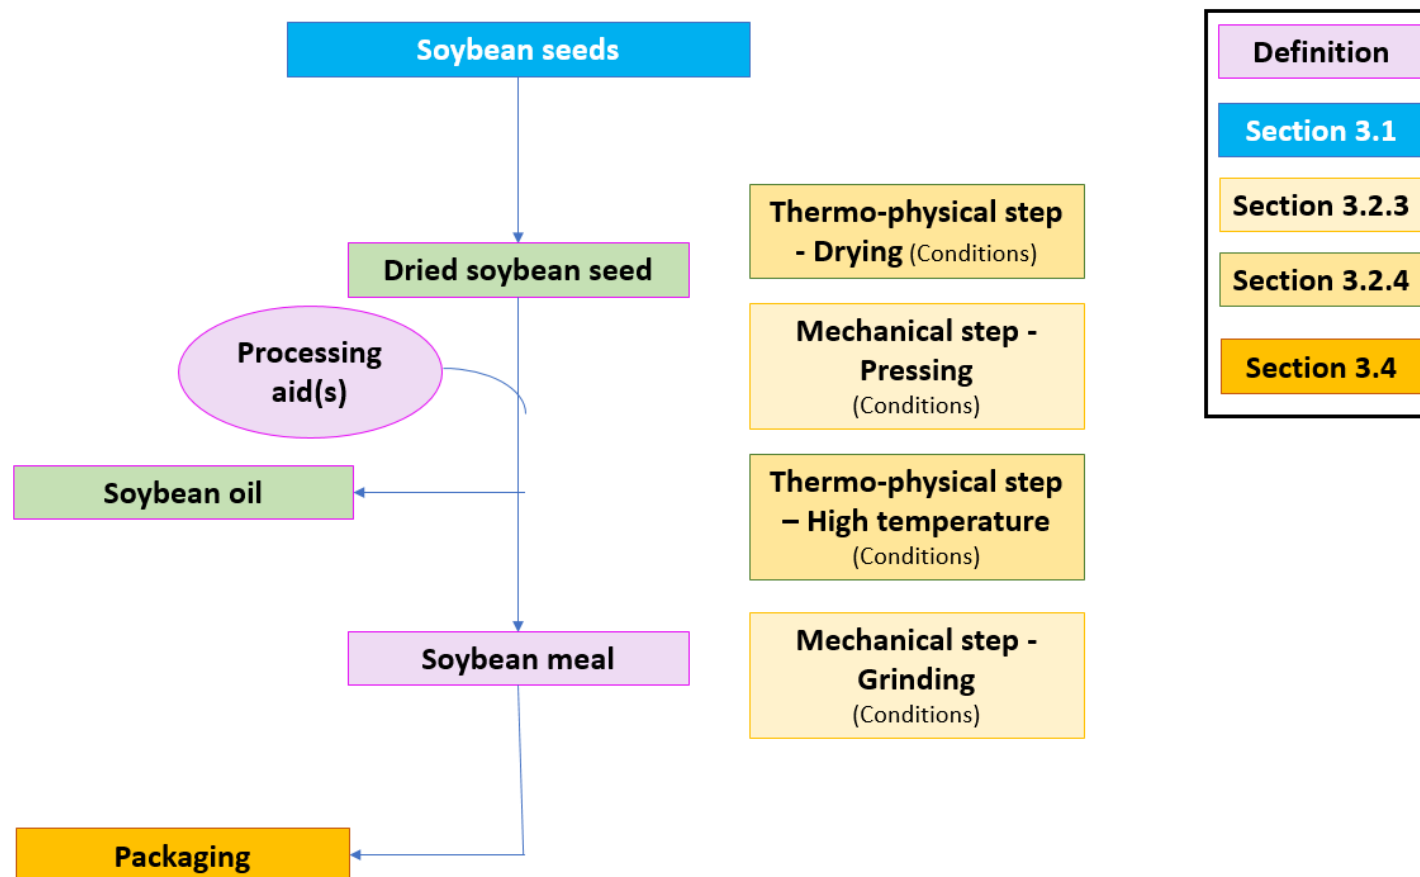 Soybean seeds
Dried soybean seed
Processing
aid(s)
Soybean oil
Soybean meal
Packaging
Thermo-physical step
- Drying (Conditions)
Mechanical step -
Pressing
(Conditions)
Thermo-physical step
– High temperature
(Conditions)
Mechanical step -
Grinding
(Conditions)
Definition
Section 3.1
Section 3.2.3
Section 3.2.4
Section 3.4